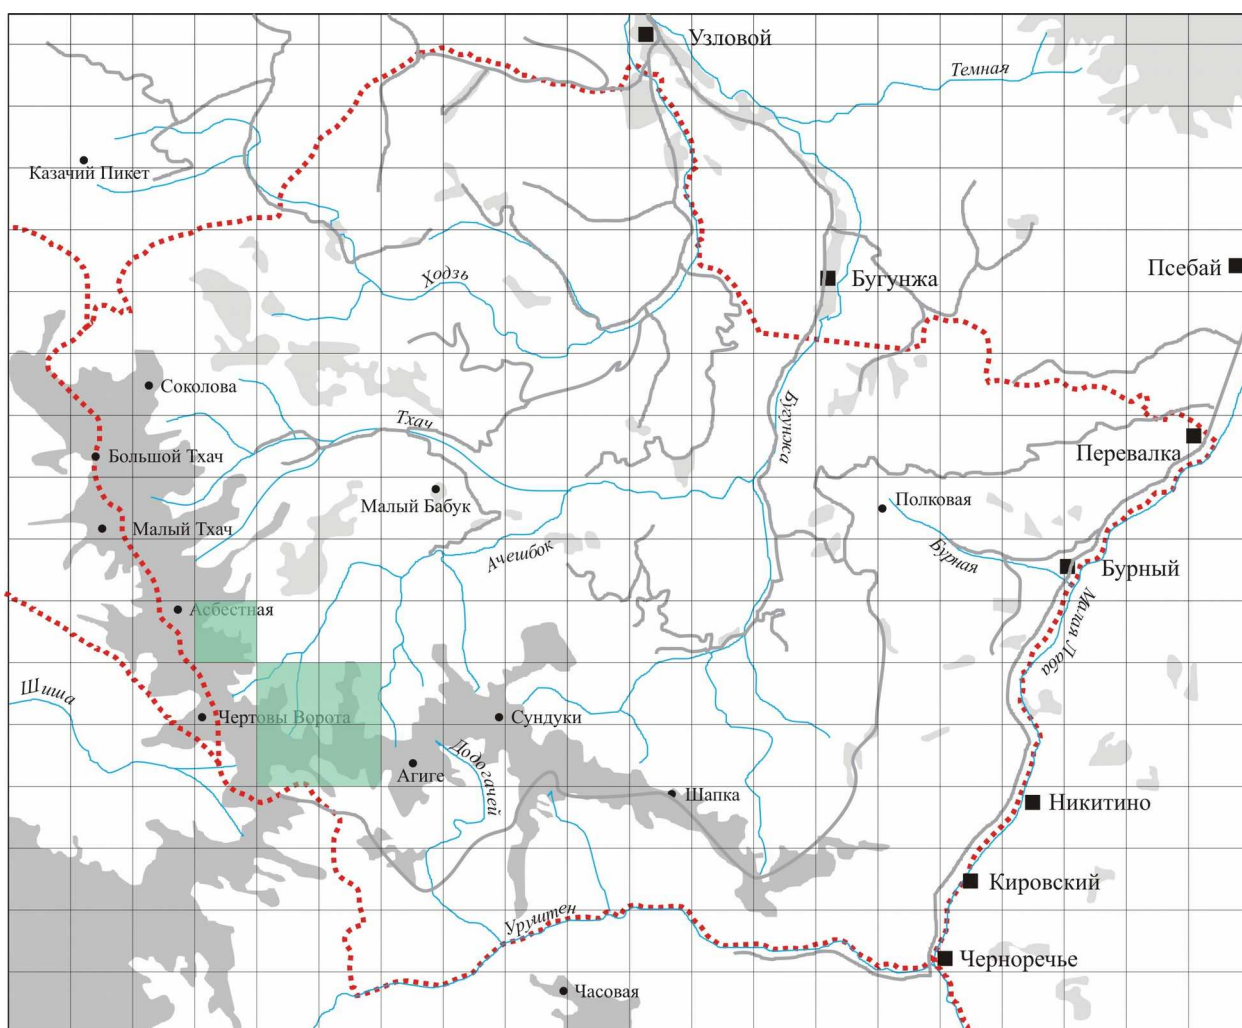 Узловой
Темная
Казачий Пикет
Ходзь
Бугунжа
Псебай
Соколова
Тхач
Бугунжа
Перевалка
Большой Тхач
Малый Бабук
Полковая
Малый Тхач
Ачешбок
Бурная
Бурный
Асбестная
Малая Лаба
Шиша
Чертовы Ворота
Сундуки
Додогачей
Агиге
Шапка
Никитино
Кировский
Уруштен
Черноречье
Часовая